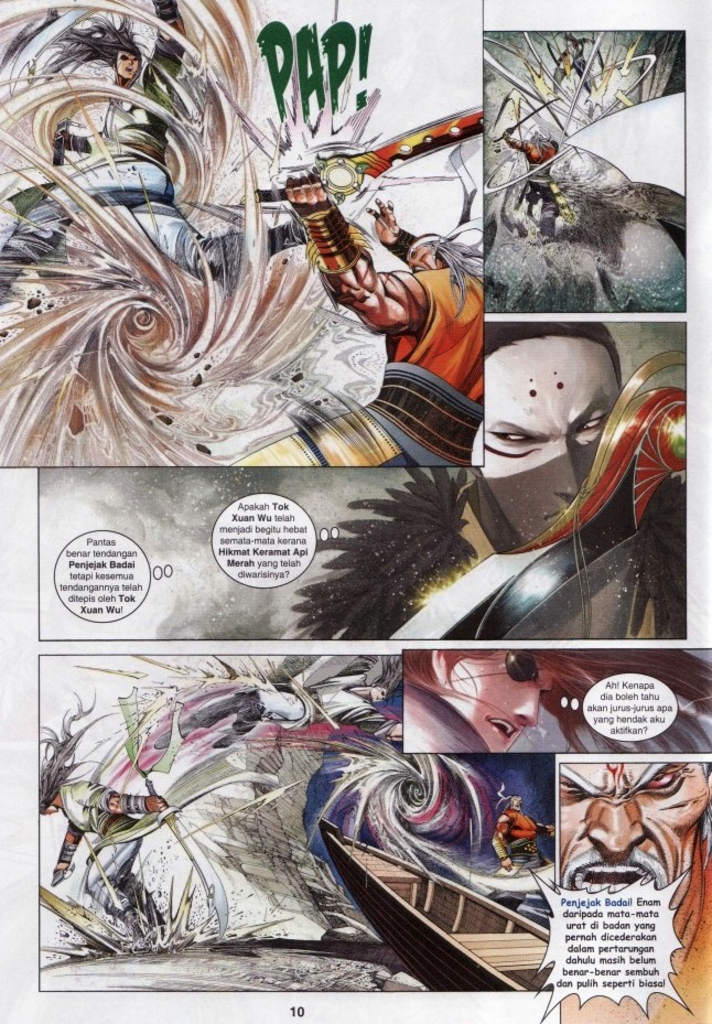 PAP!
Apakah Tok
Xuan Wu telah
menjadi begitu hebat
semata-mata kerana
Hikmat Keramat Api
Merah yang telah
diwarisinya?
Pantas
benar tendangan
Penjejak Badai
tetapi kesemua
tendangannya telah
ditepis oleh Tok
Xuan Wu!
Ah! Kenapa
dia boleh tahu
akan jurus-jurus apa
yang hendak aku
aktifkan?
Penjejak Badai! Enam
daripada mata-mata
urat di badan yang
pernah dicederakan
dalam pertarungan
dahulu masih belum
benar-benar sembuh
dan pulih seperti biasa!
10